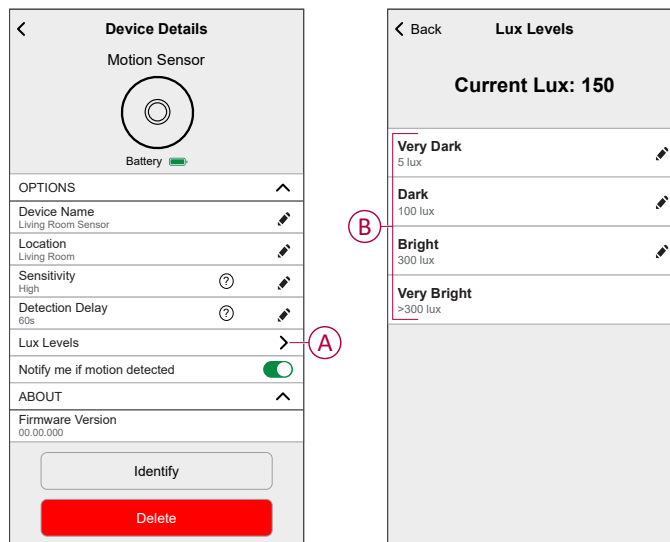 Device Details
Motion Sensor
Battery
OPTIONS
Device Name
Living Room Sensor
Location
Living Room
Sensitivity
High
?
Detection Delay
60s
?
Lux Levels
A
Notify me if motion detected
ABOUT
Firmware Version
00.00.000
Identify
Delete
Back
Lux Levels
Current Lux: 150
B
Very Dark
5 lux
Dark
100 lux
Bright
300 lux
Very Bright
>300 lux